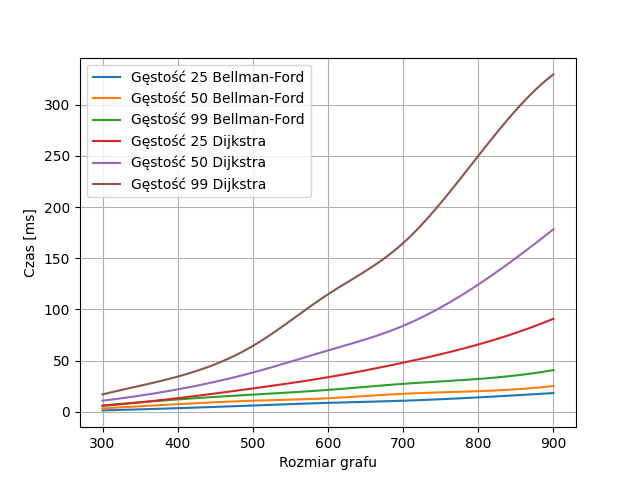 Gęstość 25 Bellman-Ford
Gęstość 50 Bellman-Ford
Gęstość 99 Bellman-Ford
Gęstość 25 Dijkstra
Gęstość 50 Dijkstra
Gęstość 99 Dijkstra
Czas [ms]
300
250
200
150
100
50
0
300 400 500 600 700 800 900
Rozmiar grafu